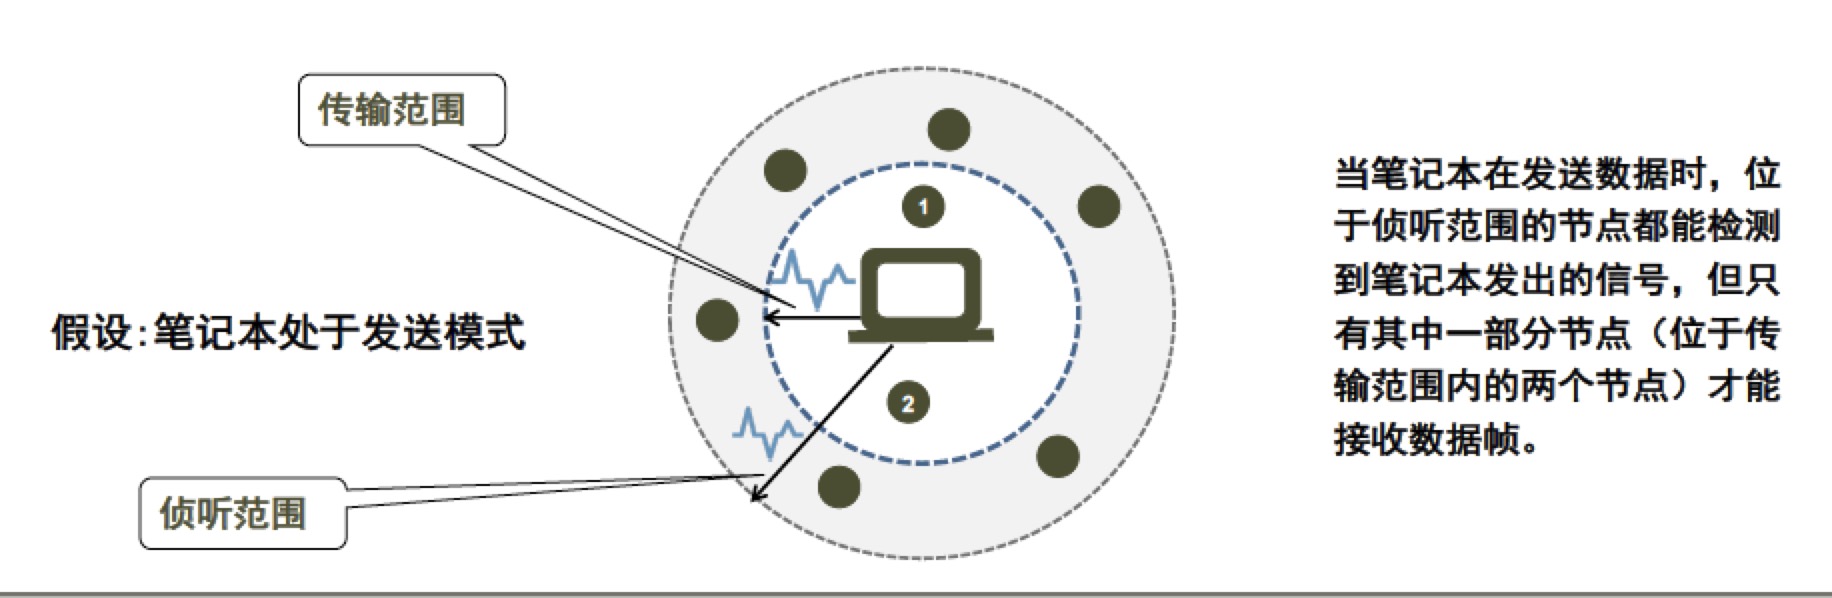 传输范围
1
假设:笔记本处于发送模式
2
侦听范围
当笔记本在发送数据时，位
于侦听范围的节点都能检测
到笔记本发出的信号，但只
有其中一部分节点（位于传
输范围内的两个节点）才能
接收数据帧。